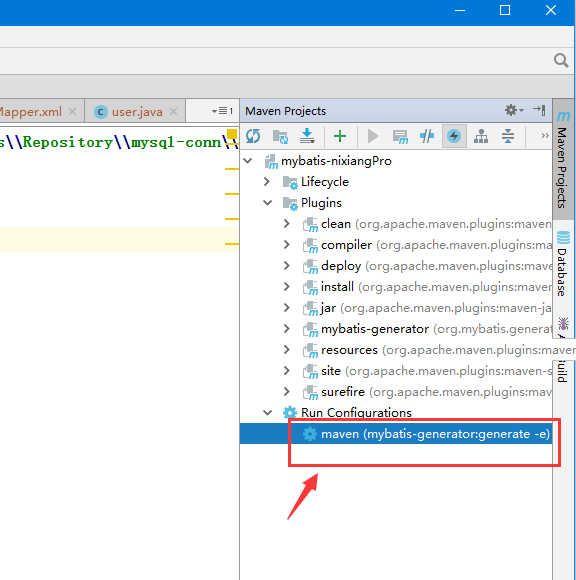 Mapper.xml
user.java
1
Maven Projects
s\\Repository\\mysql-conn\\
mybatis-nixiangPro
Lifecycle
Plugins
clean (org.apache.maven.plugins:maven
compiler (org.apache.maven.plugins:ma
deploy (org.apache.maven.plugins:mav
install (org.apache.maven.plugins:maver
jar (org.apache.maven.plugins:maven-ja
mybatis-generator (org.mybatis.generat
resources (org.apache.maven.plugins:maven
site (org.apache.maven.plugins:maven-s
surefire (org.apache.maven.plugins:mav
Run Configurations
maven (mybatis-generator:generate -e)
Maven Projects
Database
uild